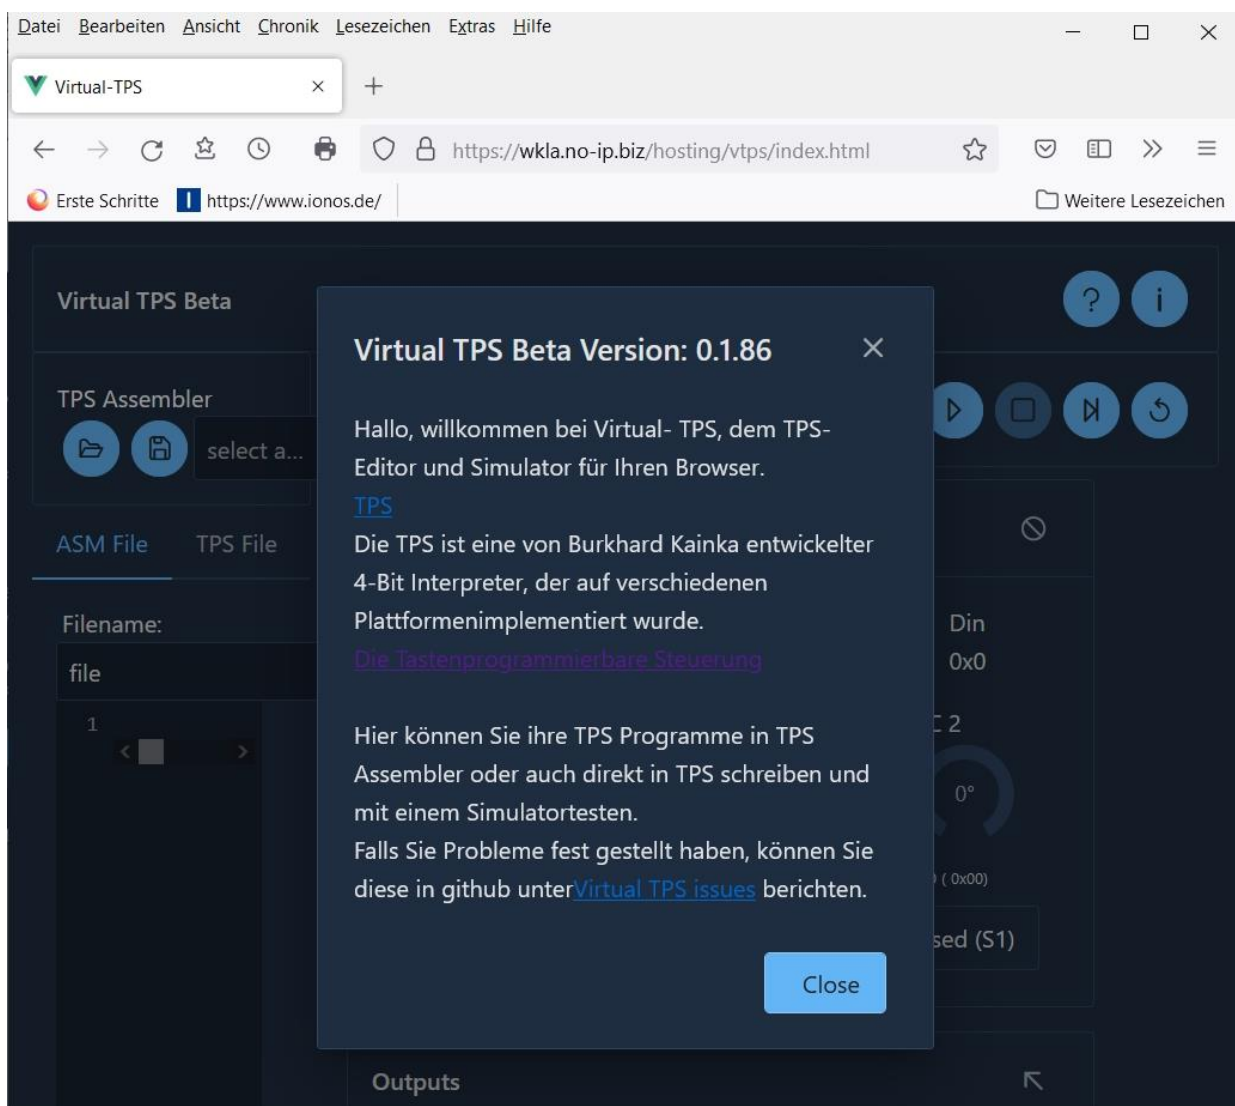 Datei Bearbeiten Ansicht Chronik Lesezeichen Extras Hilfe
Virtual-TPS
https://wkla.no-ip.biz/hosting/vtps/index.html
Erste Schritte https://www.ionos.de/ Weitere Lesezeichen
Virtual TPS Beta
? i
Virtual TPS Beta Version: 0.1.86
TPS Assembler
select a...
Hallo, willkommen bei Virtual- TPS, dem TPS-
Editor und Simulator für Ihren Browser.
TPS
Die TPS ist eine von Burkhard Kainka entwickelter
4-Bit Interpreter, der auf verschiedenen
Plattformenimplementiert wurde.
Die Tastenprogrammierbare Steuerung
Hier können Sie ihre TPS Programme in TPS
Assembler oder auch direkt in TPS schreiben und
mit einem Simulatortesten.
Falls Sie Probleme fest gestellt haben, können Sie
diese in github unterVirtual TPS issues berichten.
Close
ASM File TPS File
Filename:
file
1
Din
0x0
2
0°
( 0x00)
sed (S1)
Outputs